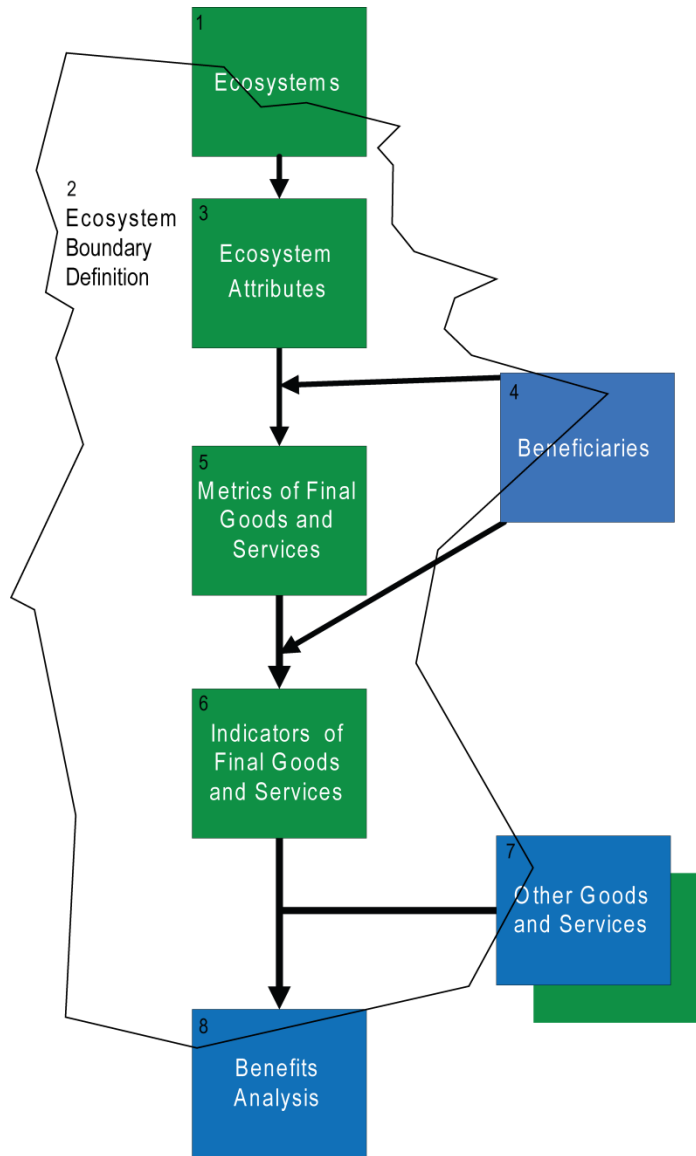 1
Ecosystems
2
Ecosystem
Boundary
Definition
3
Ecosystem
Attributes
4
Beneficiaries
5
Metrics of Final
Goods and
Services
6
Indicators of
Final Goods
and Services
7
Other Goods
and Services
8
Benefits
Analysis